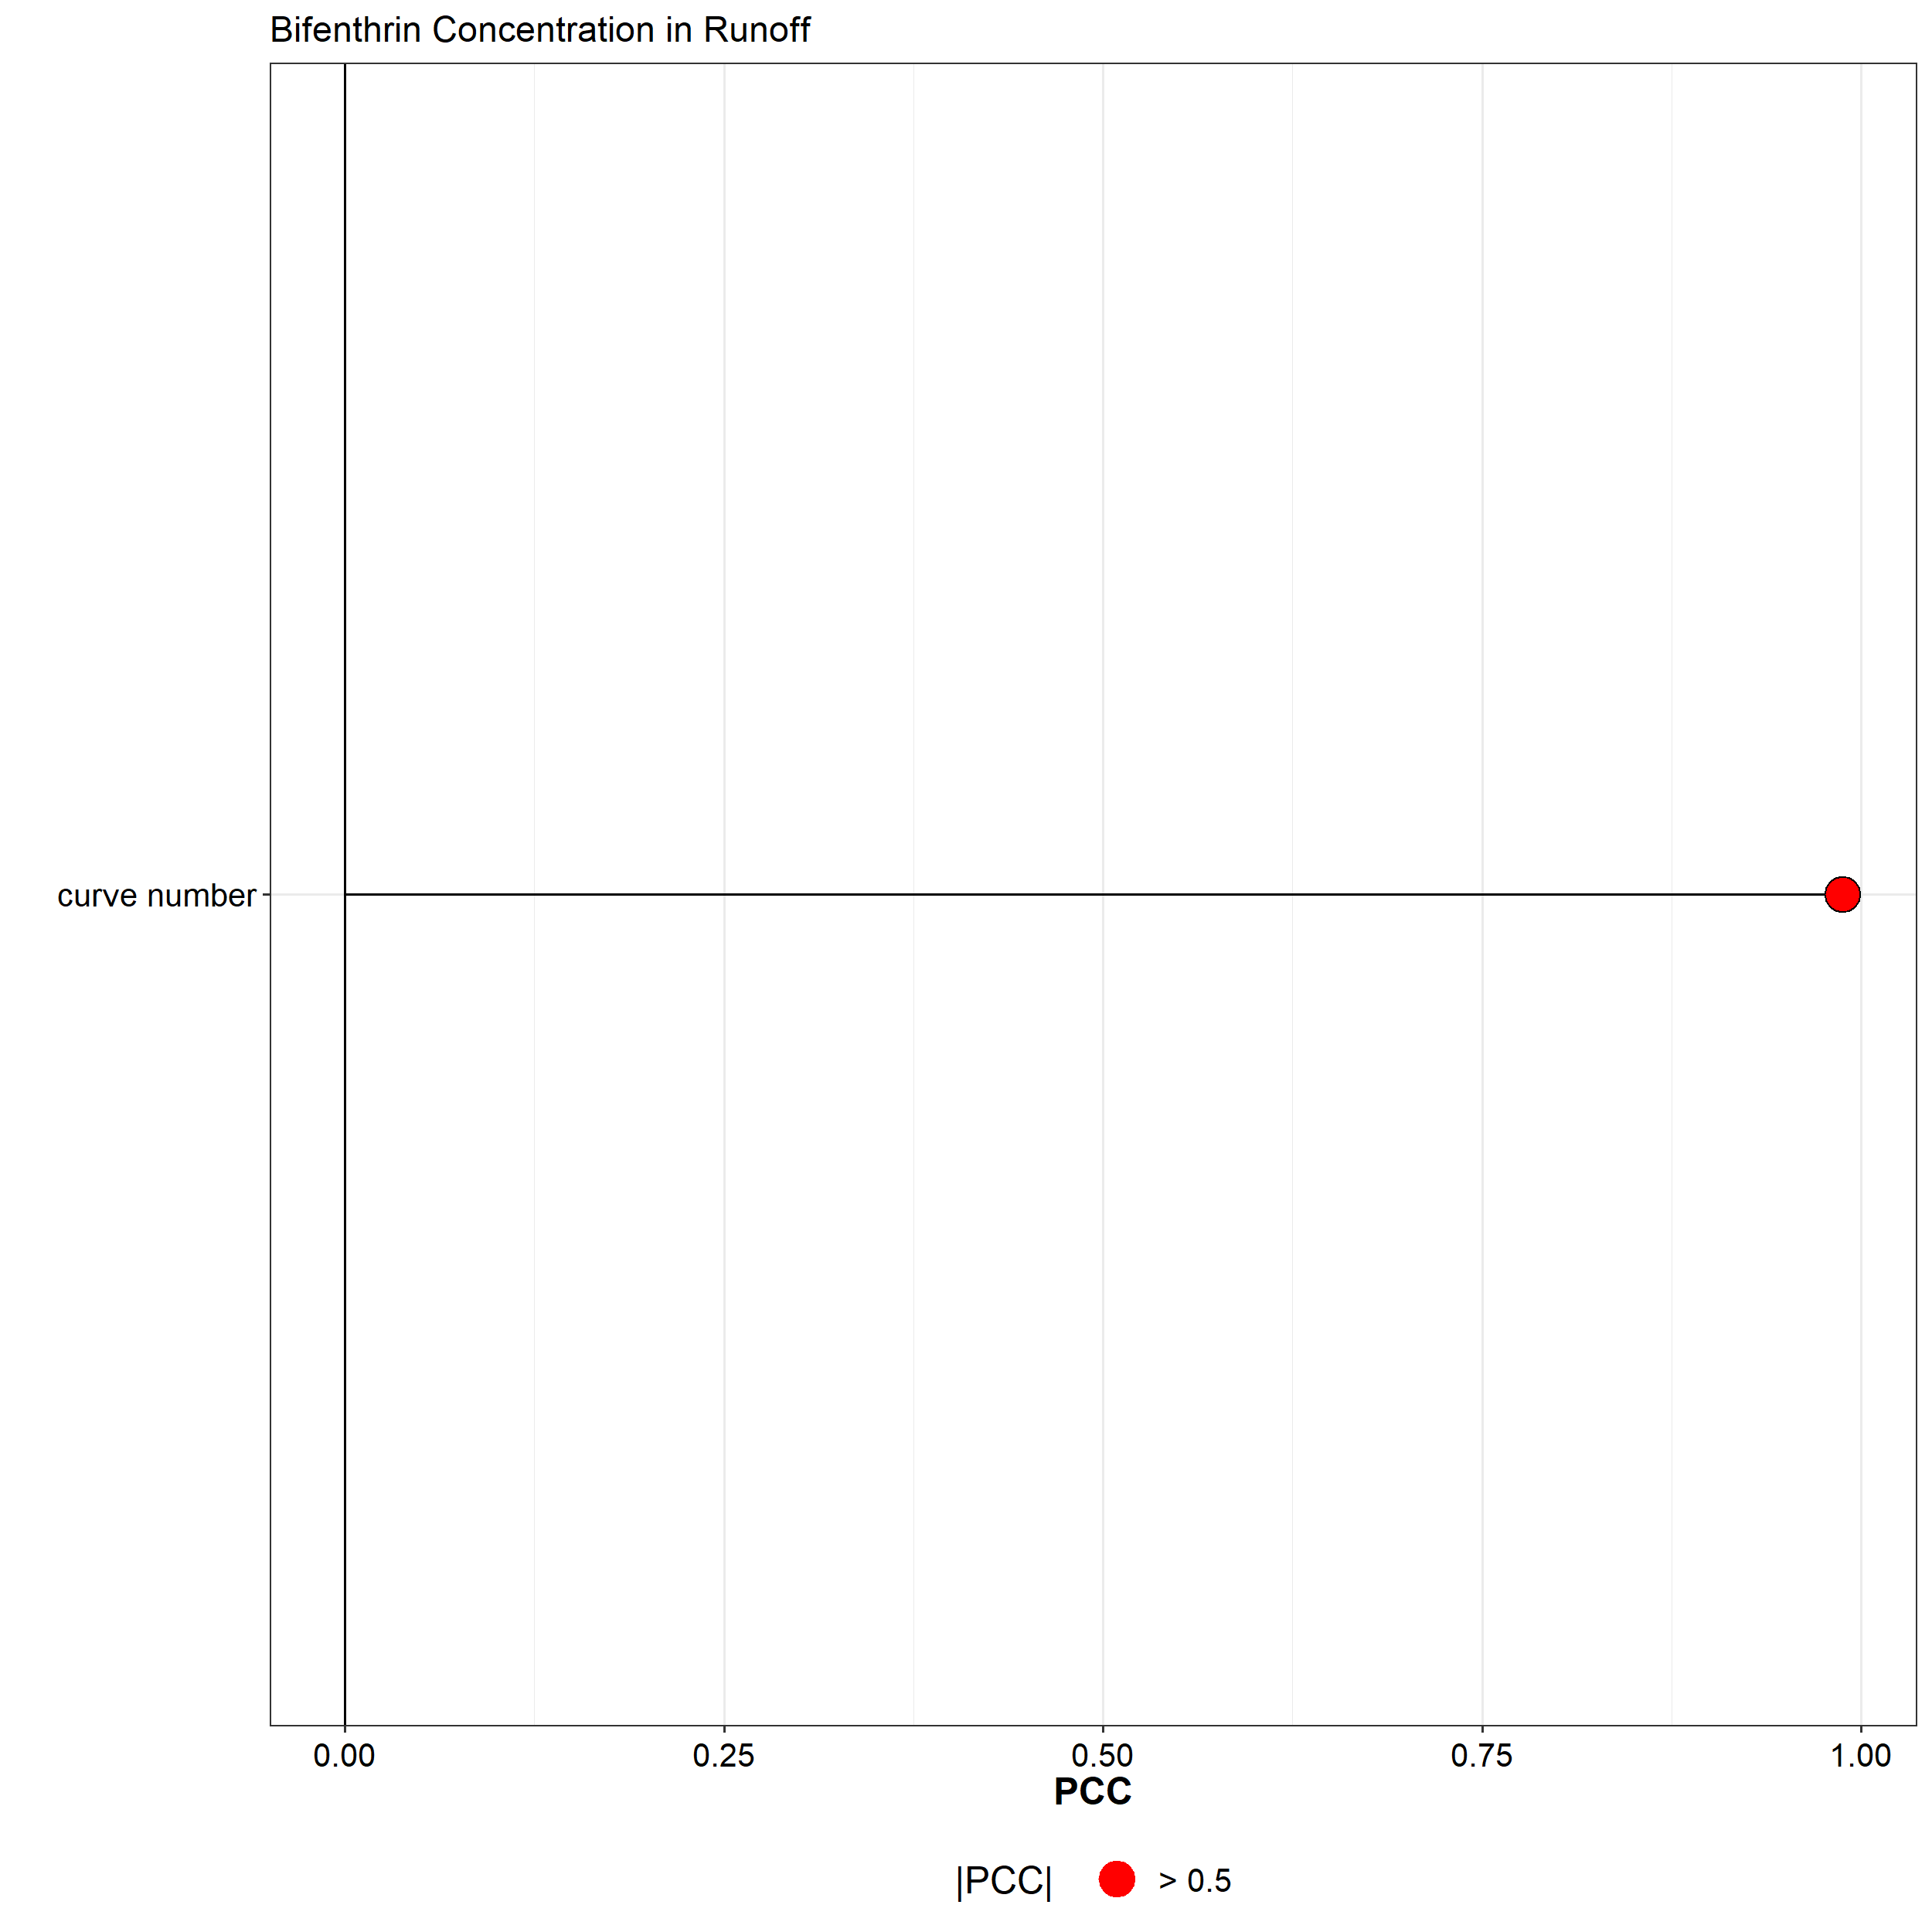 Bifenthrin Concentration in Runoff
curve number
0.00 0.25 0.50 0.75 1.00
PCC
|PCC| > 0.5